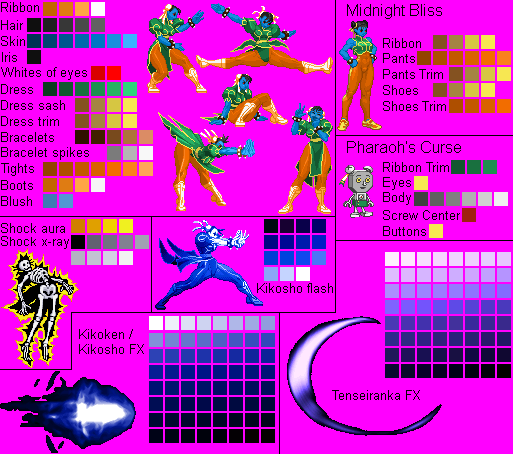 Ribbon
Hair
Skin
Iris
Whites of eyes
Dress
Dress sash
Dress trim
Bracelets
Bracelet spikes
Tights
Boots
Blush
Midnight Bliss
Ribbon
Pants
Pants Trim
Shoes
Shoes Trim
Pharaoh's Curse
Ribbon Trim
Eyes
Body
Screw Center
Buttons
Shock aura
Shock x-ray
Kikosho flash
Kikoken /
Kikosho FX
Tenseiranka FX